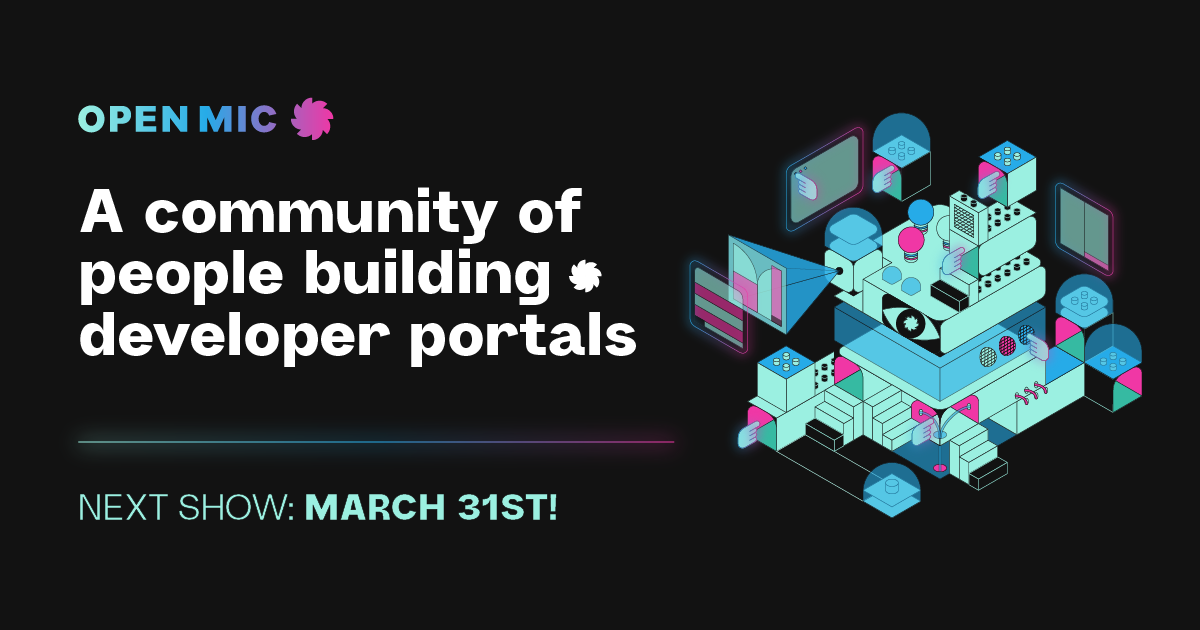 OPEN MIC
A community of
people building
developer portals
NEXT SHOW: MARCH 31ST!